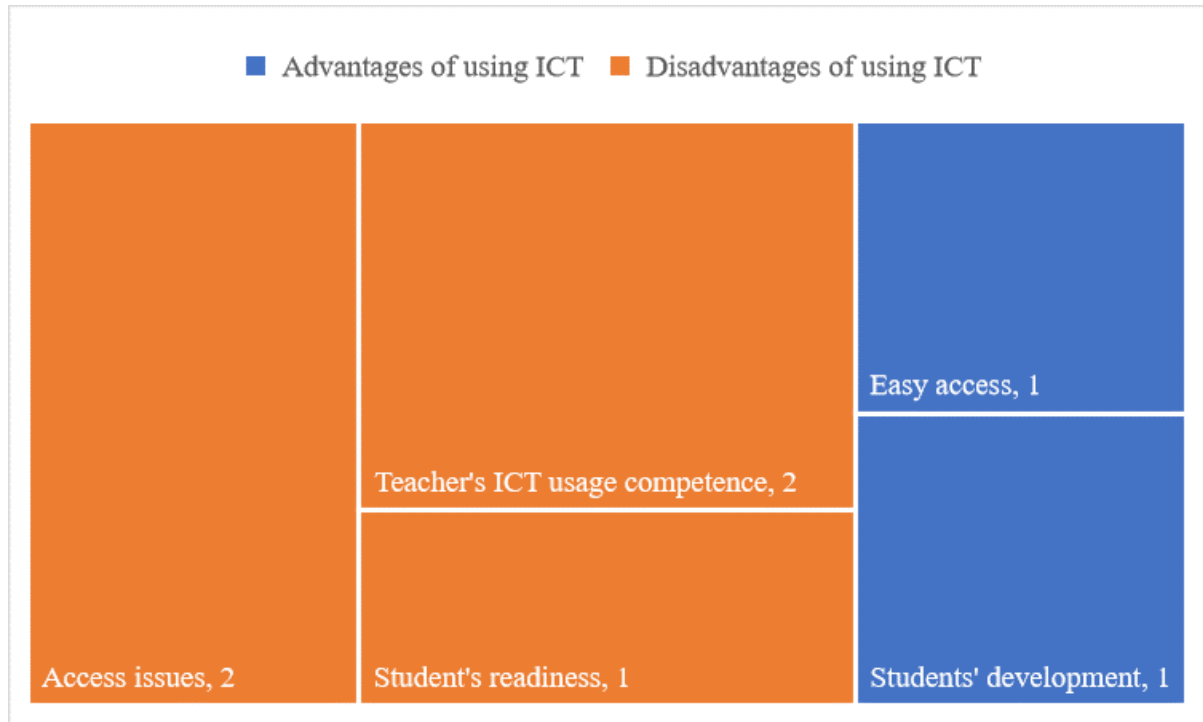 Advantages of using ICT Disadvantages of using ICT
Easy access, 1
Teacher's ICT usage competence, 2
Access issues, 2
Student's readiness, 1
Students' development, 1